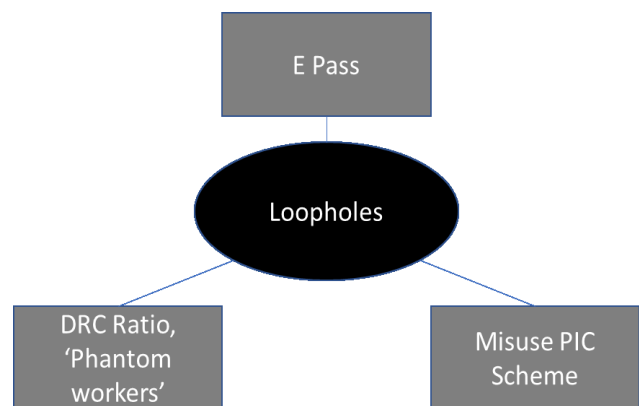 E Pass
Loopholes
DRC Ratio,
‘Phantom
workers’
Misuse PIC
Scheme